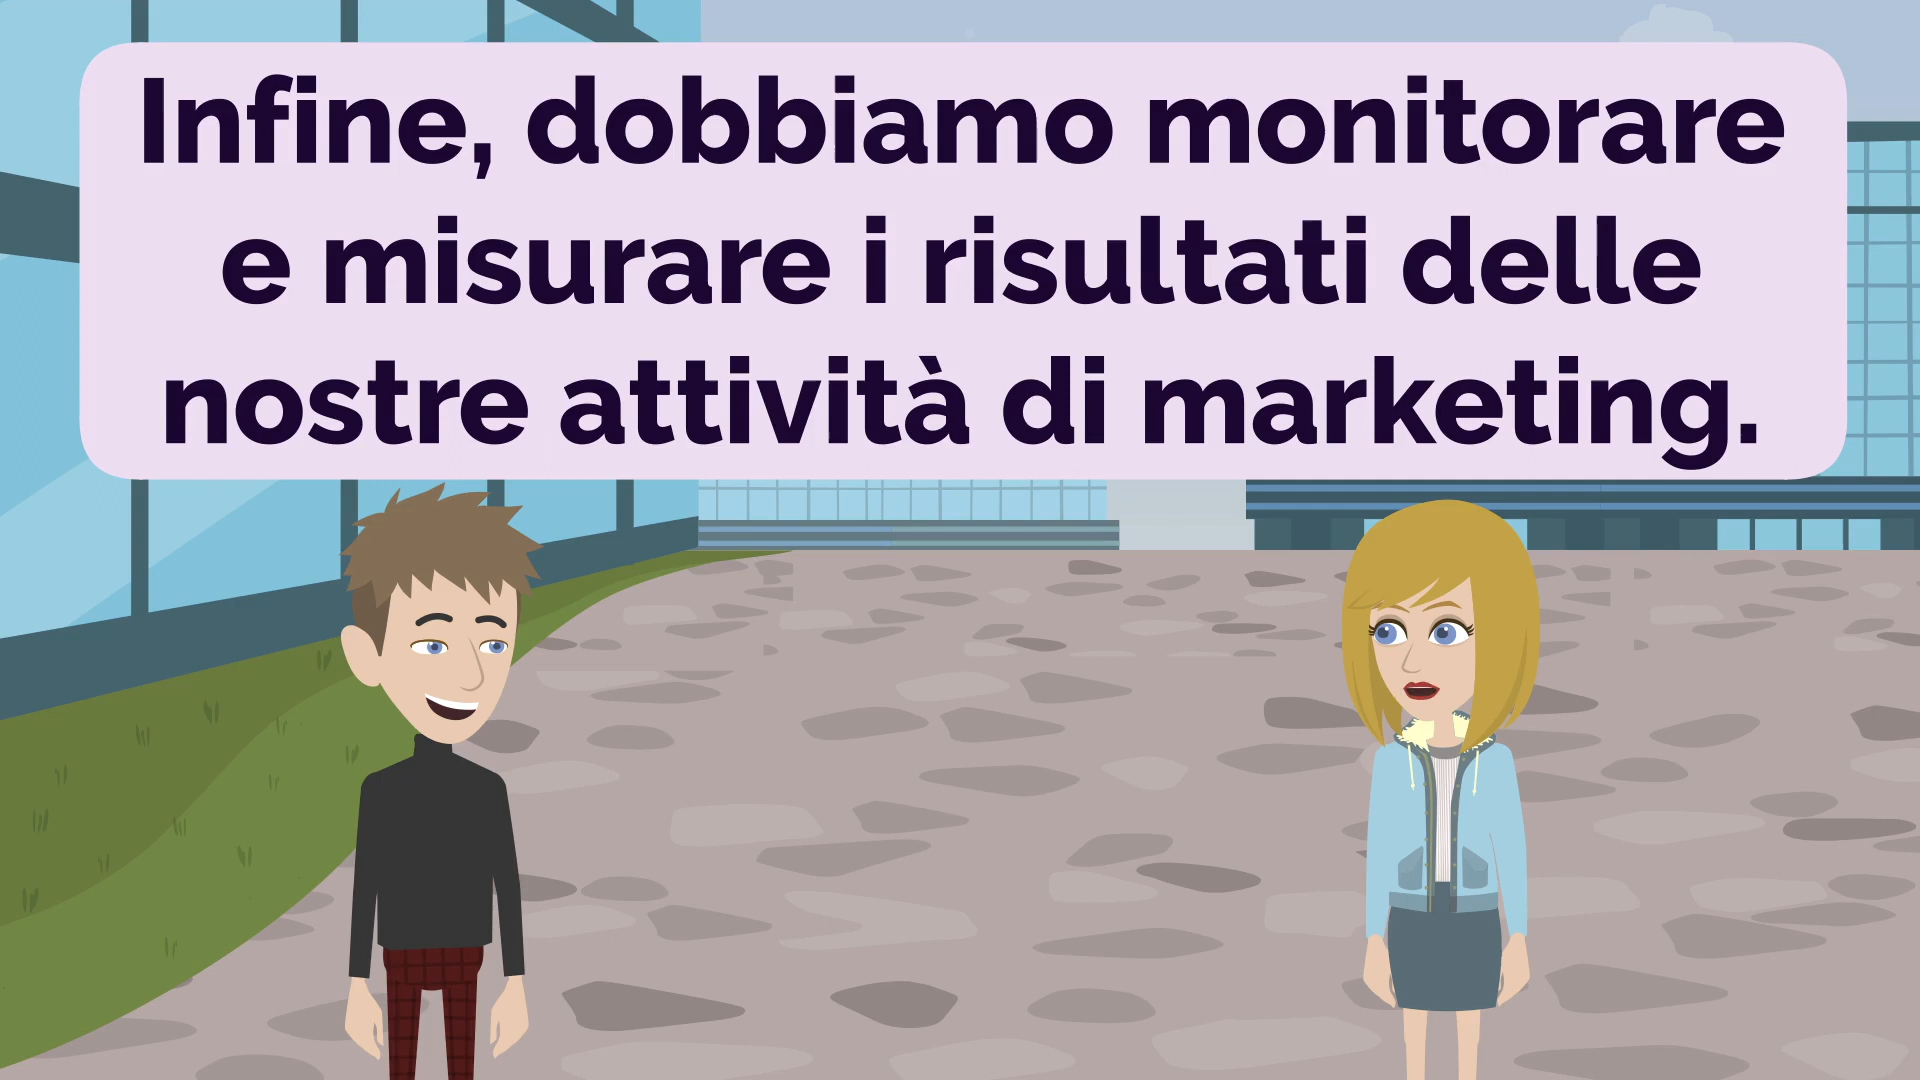 Infine, dobbiamo monitorare
e misurare i risultati delle
nostre attività di marketing.